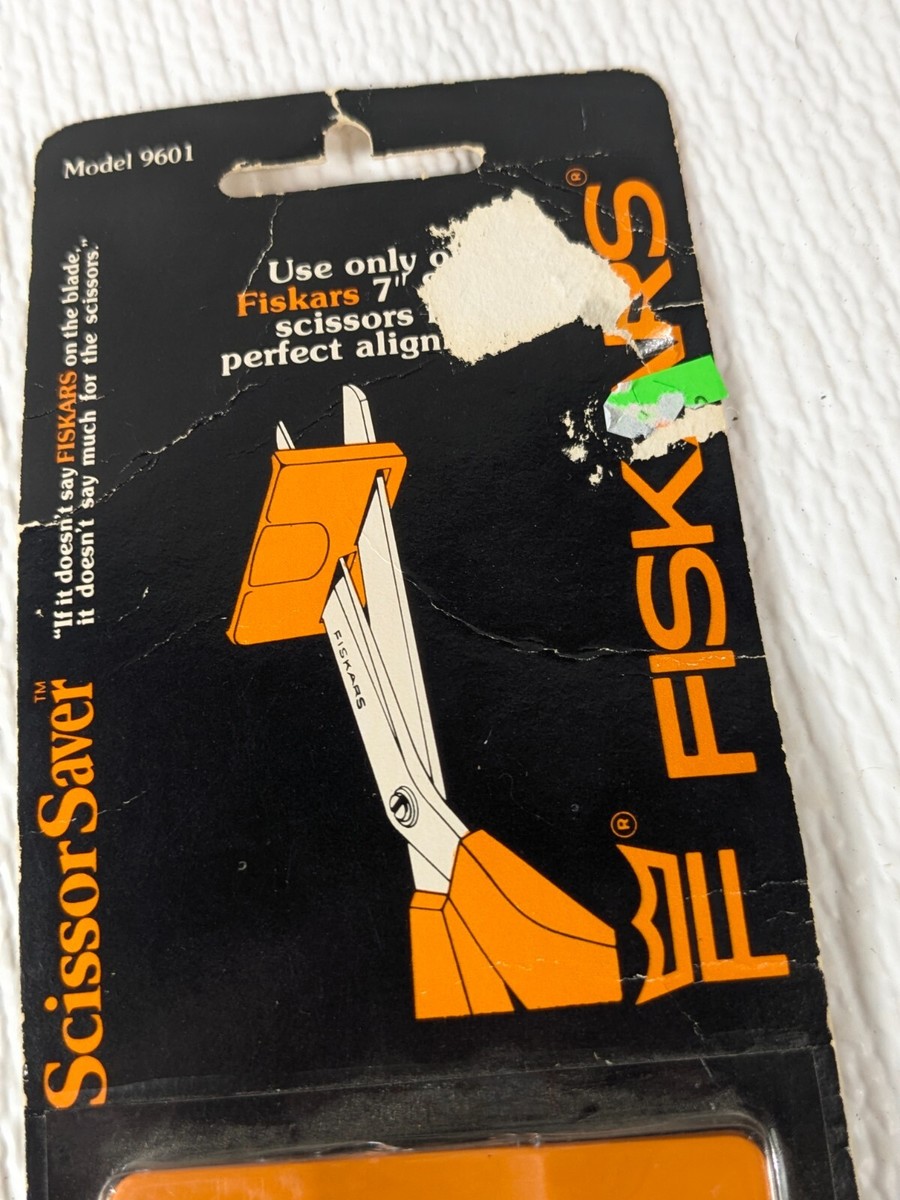 Model 9601
Use only
Fiskars 7"
scissors
perfect align
"If it doesn't say FISKARS on the blade,
it doesn't say much for the scissors."
ScissorSaver™
FISKARS
FISKARS®
F®